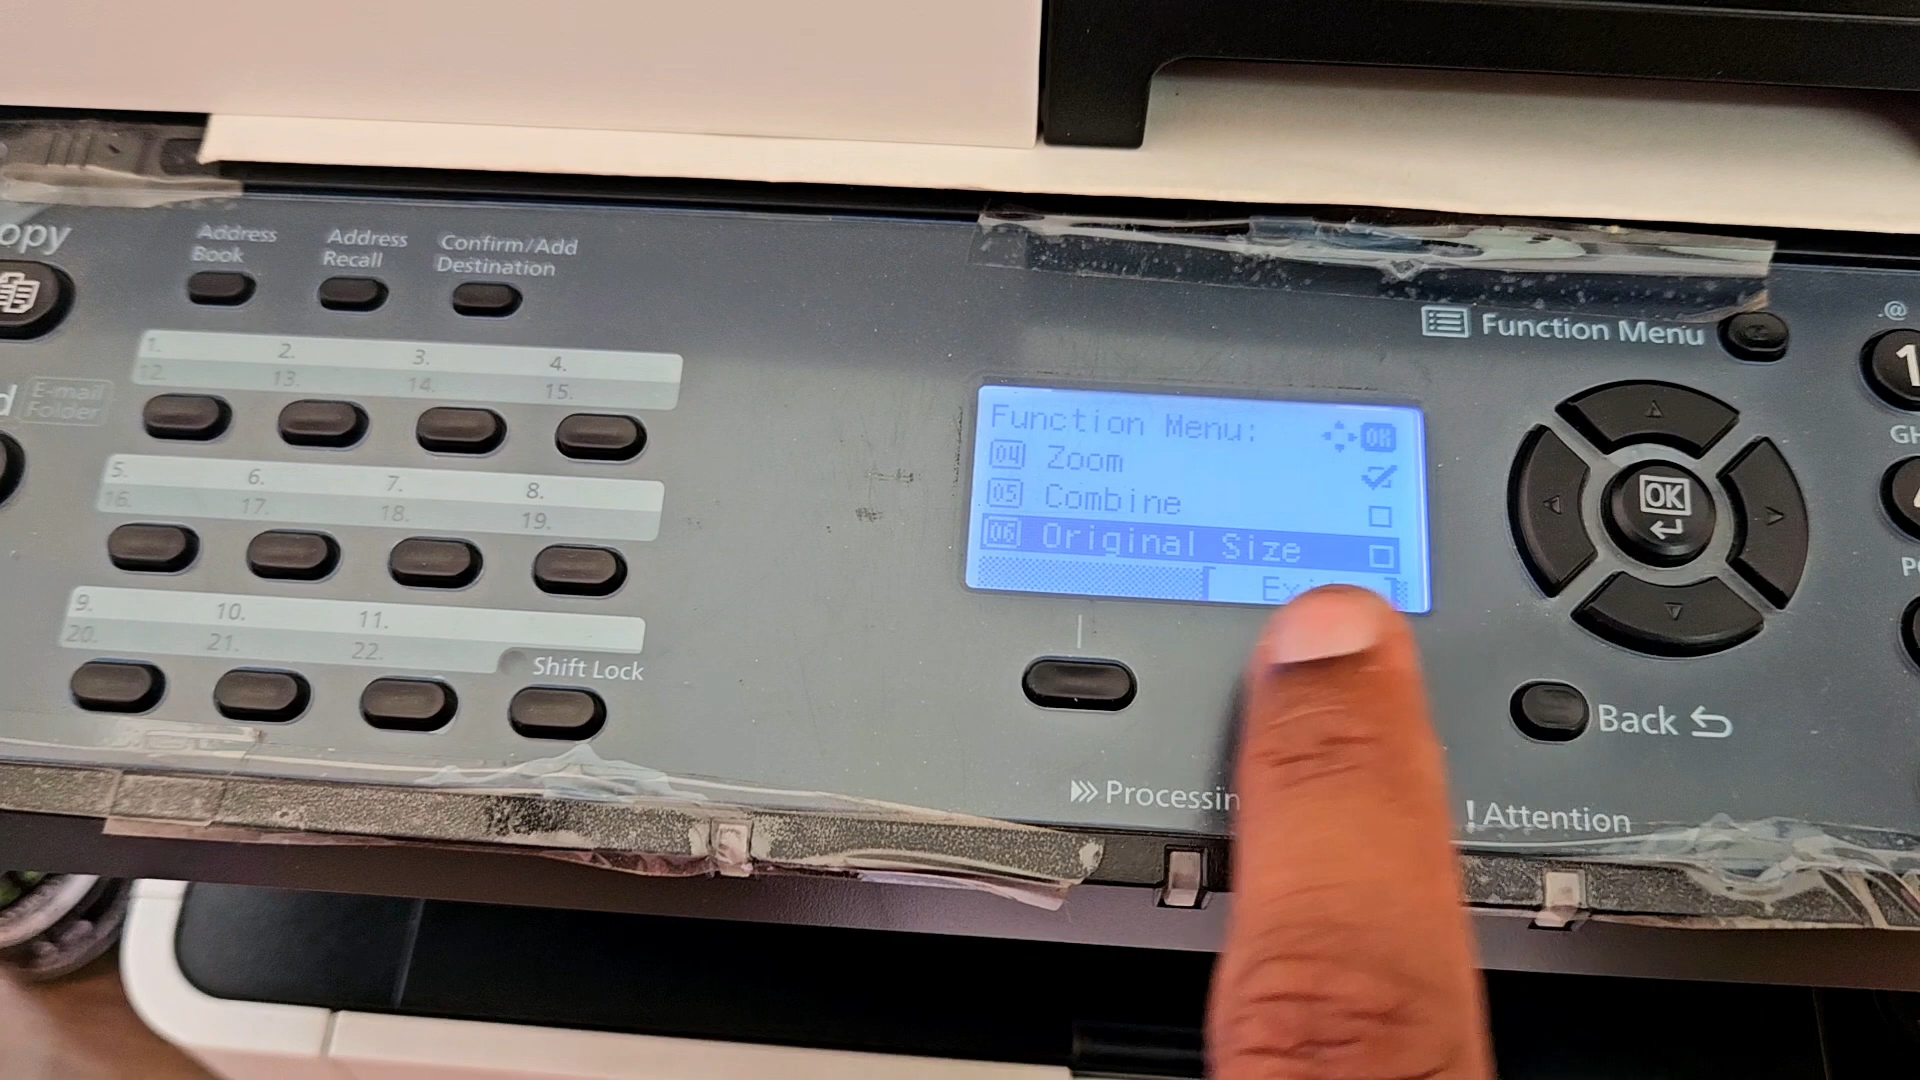 opy
Address Book
Address Recall
Confirm/Add Destination
E-mail Folder
1. 2. 3. 4.
12. 13. 14. 15.
5. 6. 7. 8.
16. 17. 18. 19.
9. 10. 11.
20. 21. 22.
Shift Lock
Function Menu: OK
04 Zoom
05 Combine
06 Original Size
Processin
!Attention
Function Menu
OK
Back
.@
1
GH